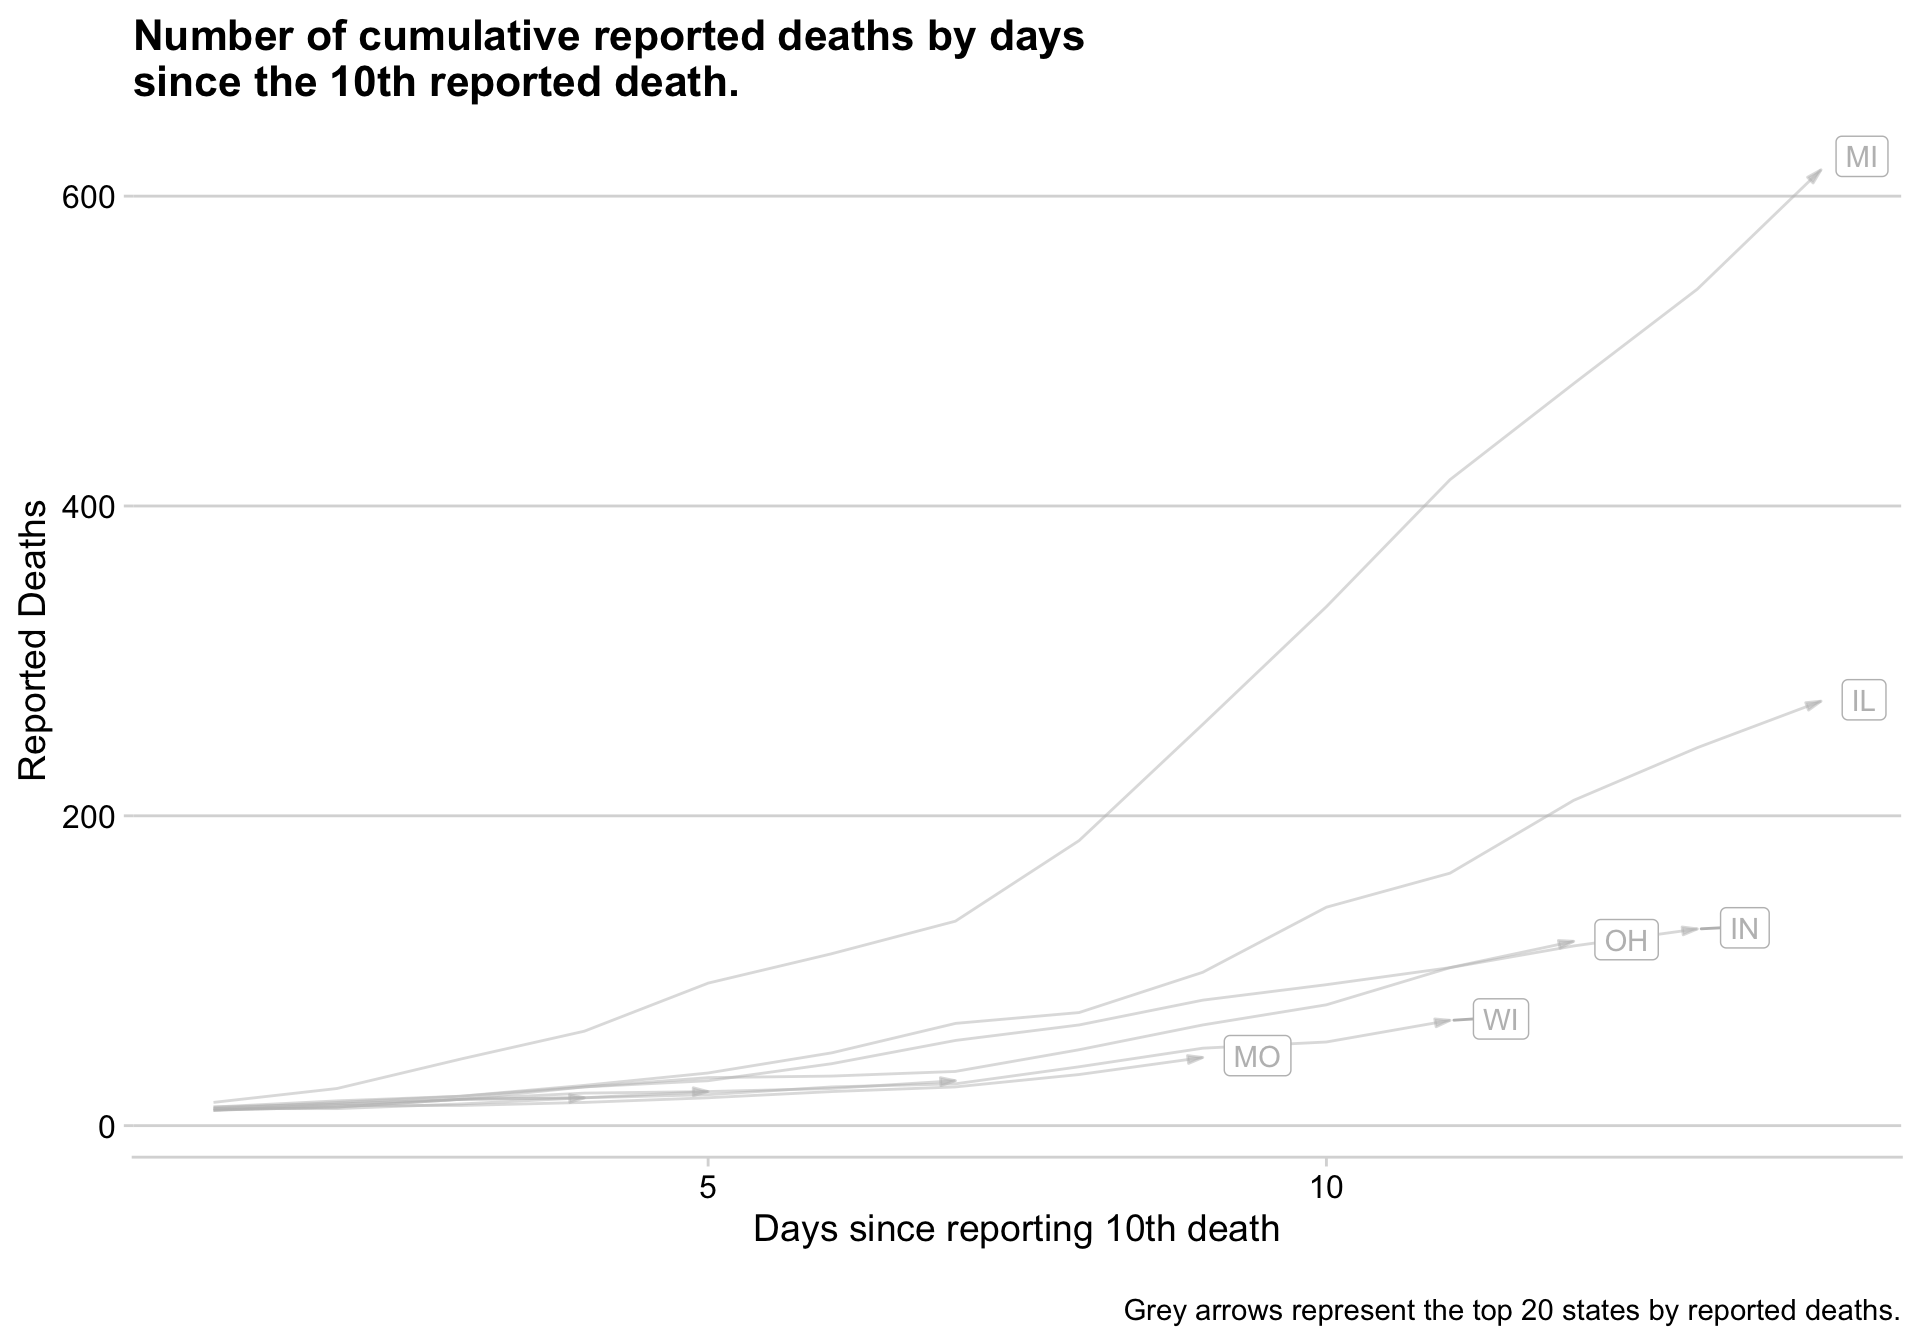 Number of cumulative reported deaths by days
since the 10th reported death.
MI
600
400
IL
200
OH
IN
WI
MO
0
5
10
Reported Deaths
Days since reporting 10th death
Grey arrows represent the top 20 states by reported deaths.